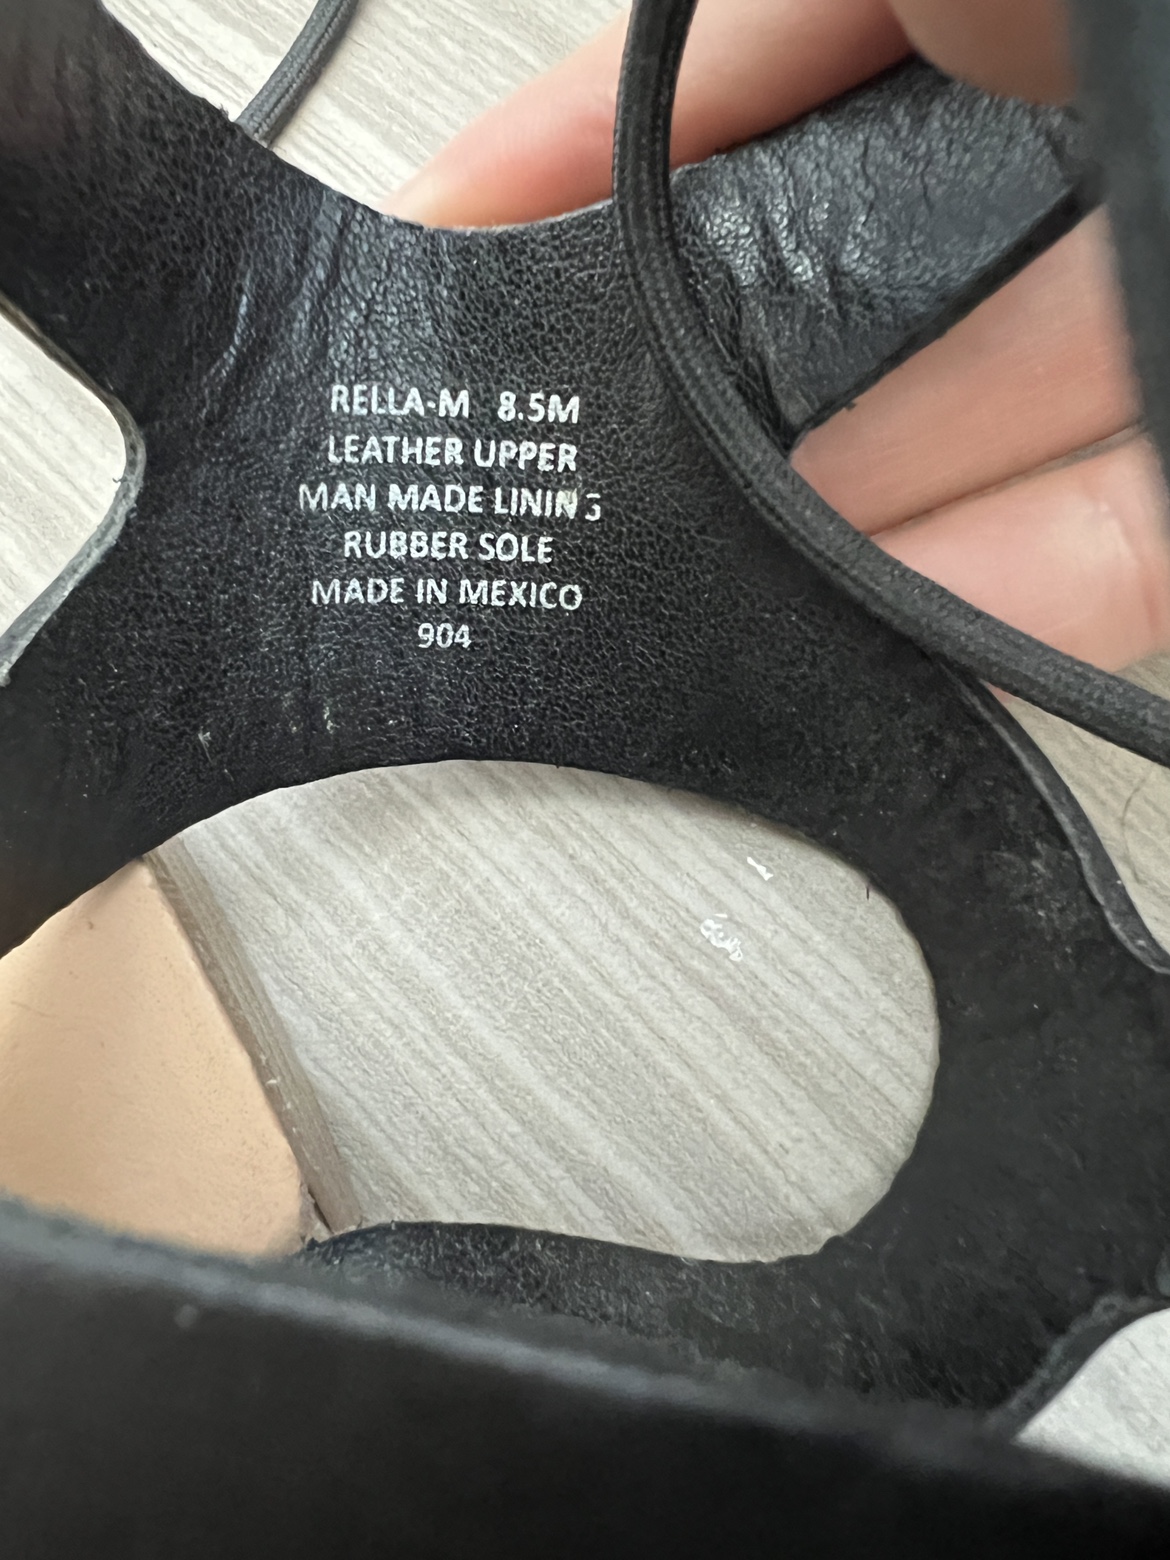 RELLA-M 8.5M
LEATHER UPPER
MAN MADE LINING
RUBBER SOLE
MADE IN MEXICO
904